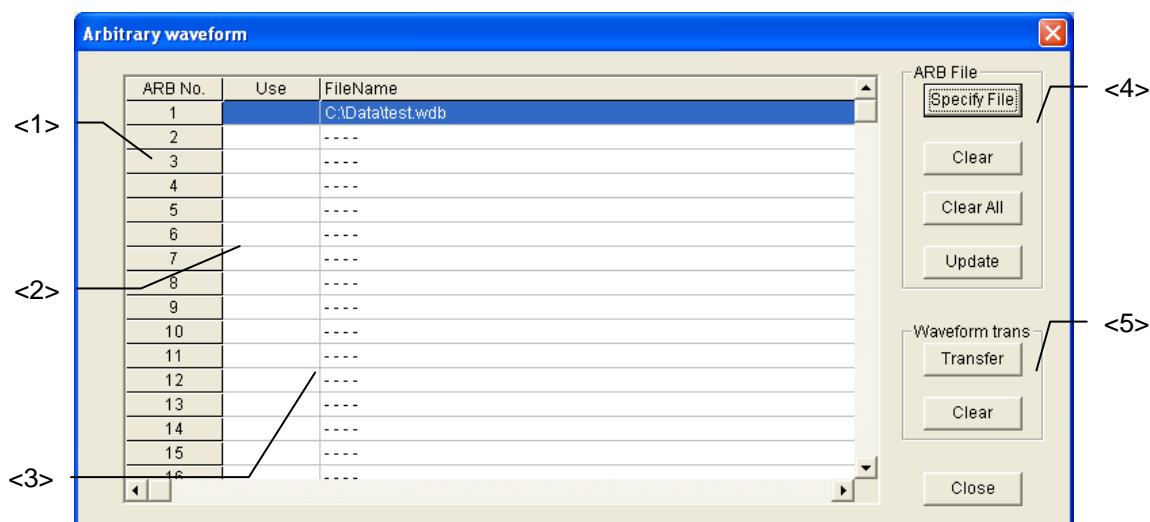 Arbitrary waveform
ARB No. Use FileName
1 C:\Data\test.wdb
2 - - - -
3 - - - -
4 - - - -
5 - - - -
6 - - - -
7 - - - -
8 - - - -
9 - - - -
10 - - - -
11 - - - -
12 - - - -
13 - - - -
14 - - - -
15 - - - -
16 - - - -
ARB File
Specify File
Clear
Clear All
Update
Waveform trans
Transfer
Clear
Close
<1>
<2>
<3>
<4>
<5>